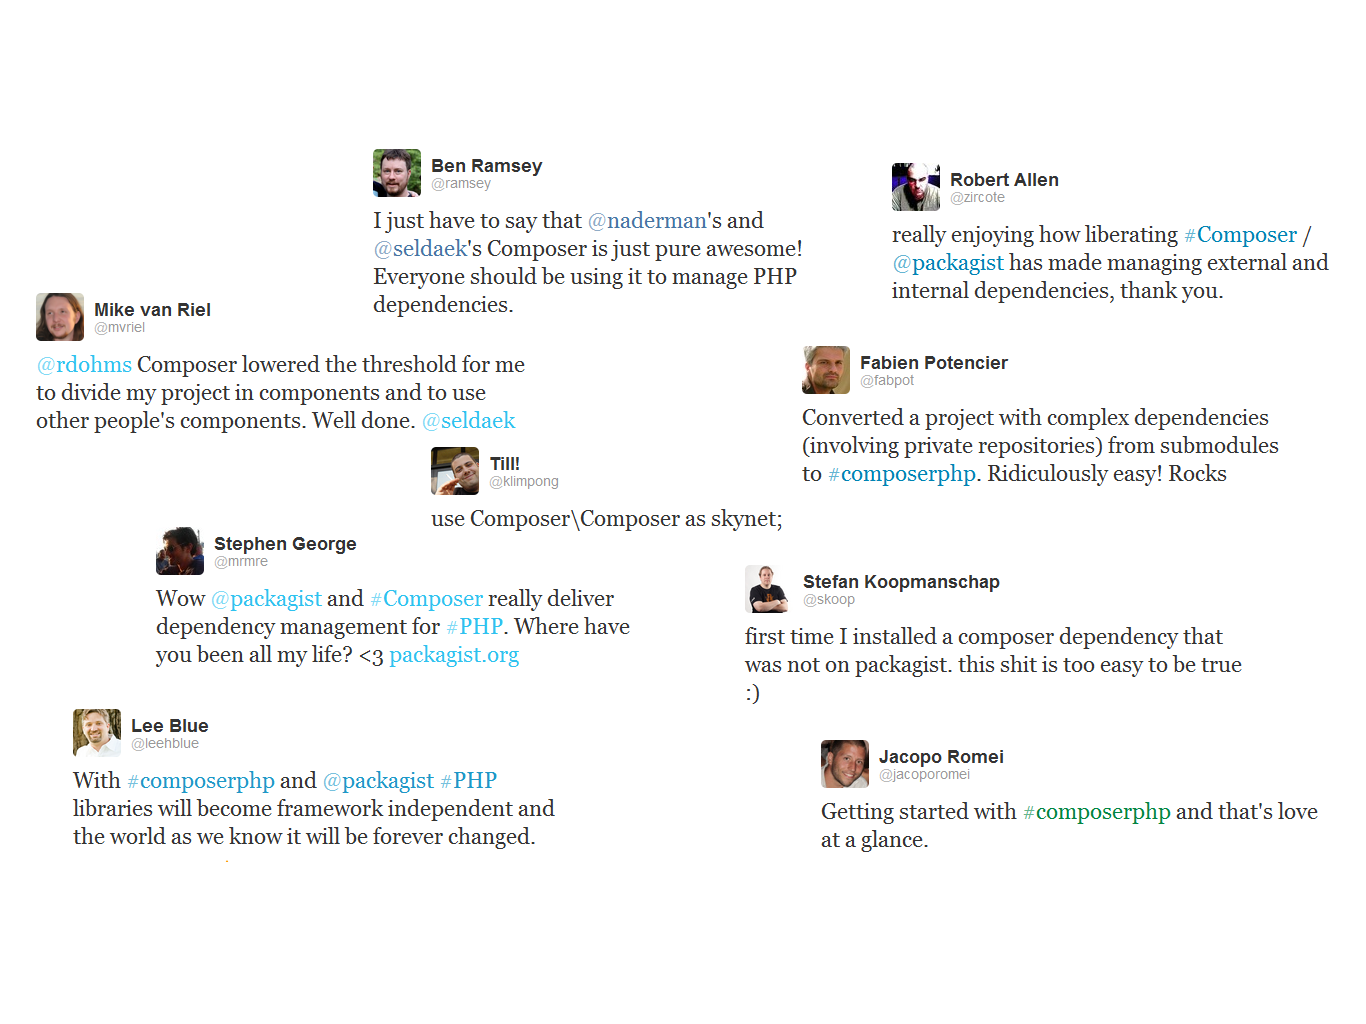 Ben Ramsey
@ramsey
I just have to say that @naderman's and
@seldaek's Composer is just pure awesome!
Everyone should be using it to manage PHP
dependencies.
Robert Allen
@zircote
really enjoying how liberating #Composer /
@packagist has made managing external and
internal dependencies, thank you.
Mike van Riel
@mvriel
@rdohms Composer lowered the threshold for me
to divide my project in components and to use
other people's components. Well done. @seldaek
Fabien Potencier
@fabpot
Converted a project with complex dependencies
(involving private repositories) from submodules
to #composerphp. Ridiculously easy! Rocks
Till!
@klimpong
use Composer\Composer as skynet;
Stephen George
@mrmre
Wow @packagist and #Composer really deliver
dependency management for #PHP. Where have
you been all my life? <3 packagist.org
Stefan Koopmanschap
@skoop
first time I installed a composer dependency that
was not on packagist. this shit is too easy to be true
:)
Lee Blue
@leehblue
With #composerphp and @packagist #PHP
libraries will become framework independent and
the world as we know it will be forever changed.
Jacopo Romei
@jacoporomei
Getting started with #composerphp and that's love
at a glance.